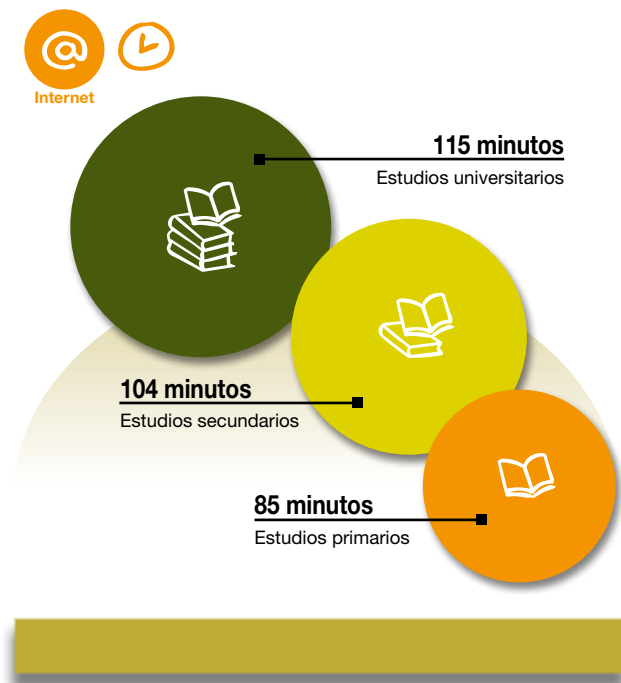 @
Internet
115 minutos
Estudios universitarios
104 minutos
Estudios secundarios
85 minutos
Estudios primarios